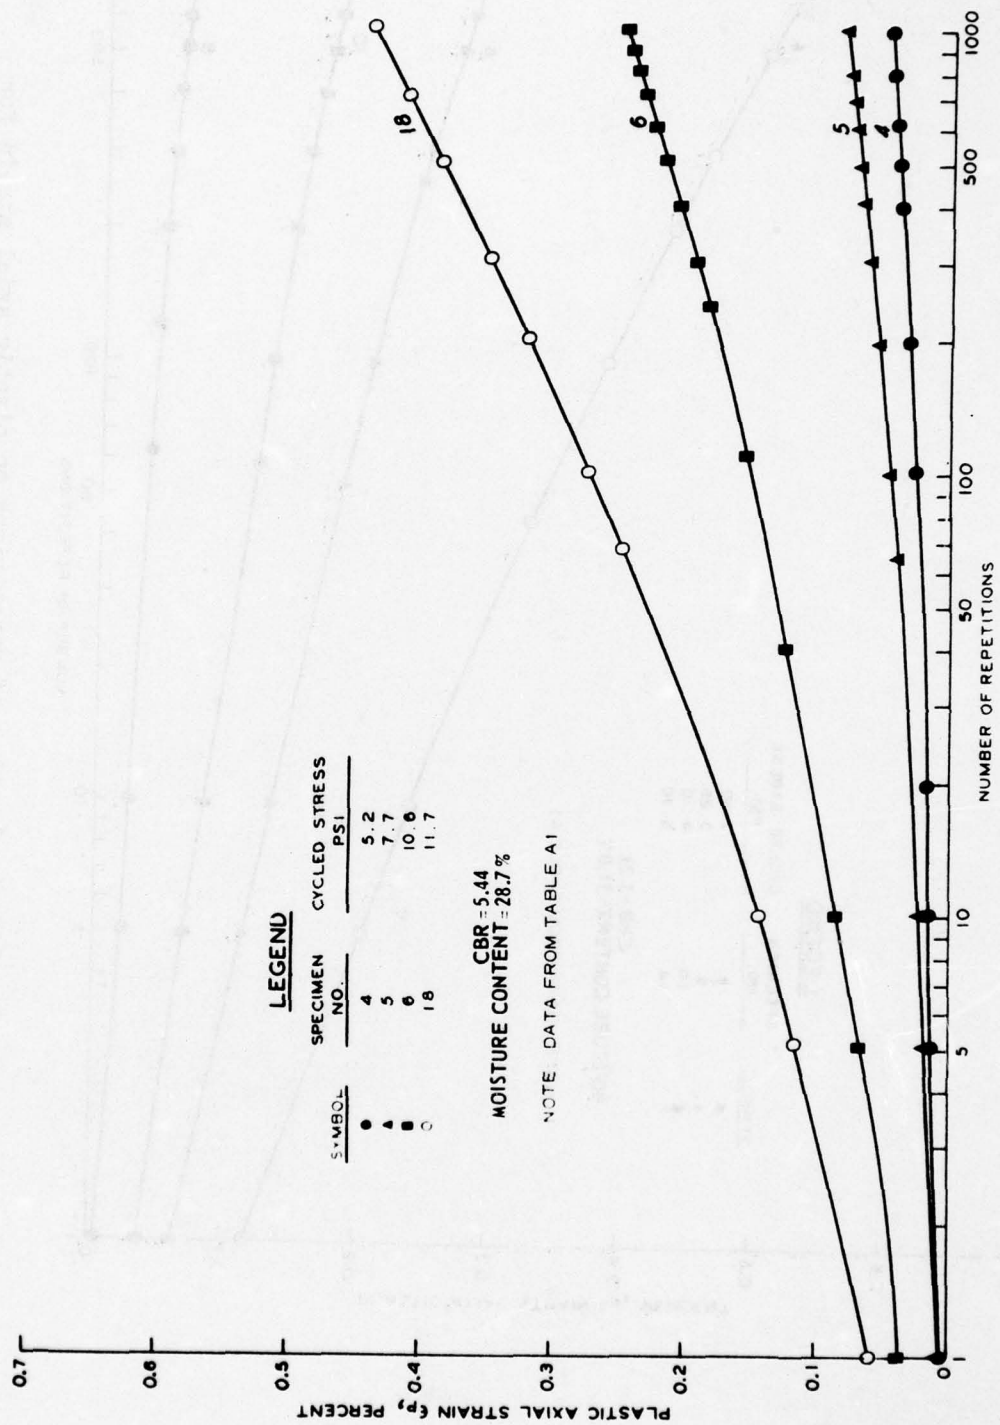 0.7
0.6
0.5
0.4
0.3
0.2
0.1
0
PLASTIC AXIAL STRAIN ϵp, PERCENT
LEGEND
SYMBOL SPECIMEN NO. CYCLED STRESS PSI
● 4 5.2
▲ 5 7.7
■ 6 10.6
○ 18 11.7
CBR = 5.44
MOISTURE CONTENT = 28.7%
NOTE: DATA FROM TABLE A1
18
6
5
4
1 5 10 50 100 500 1000
NUMBER OF REPETITIONS